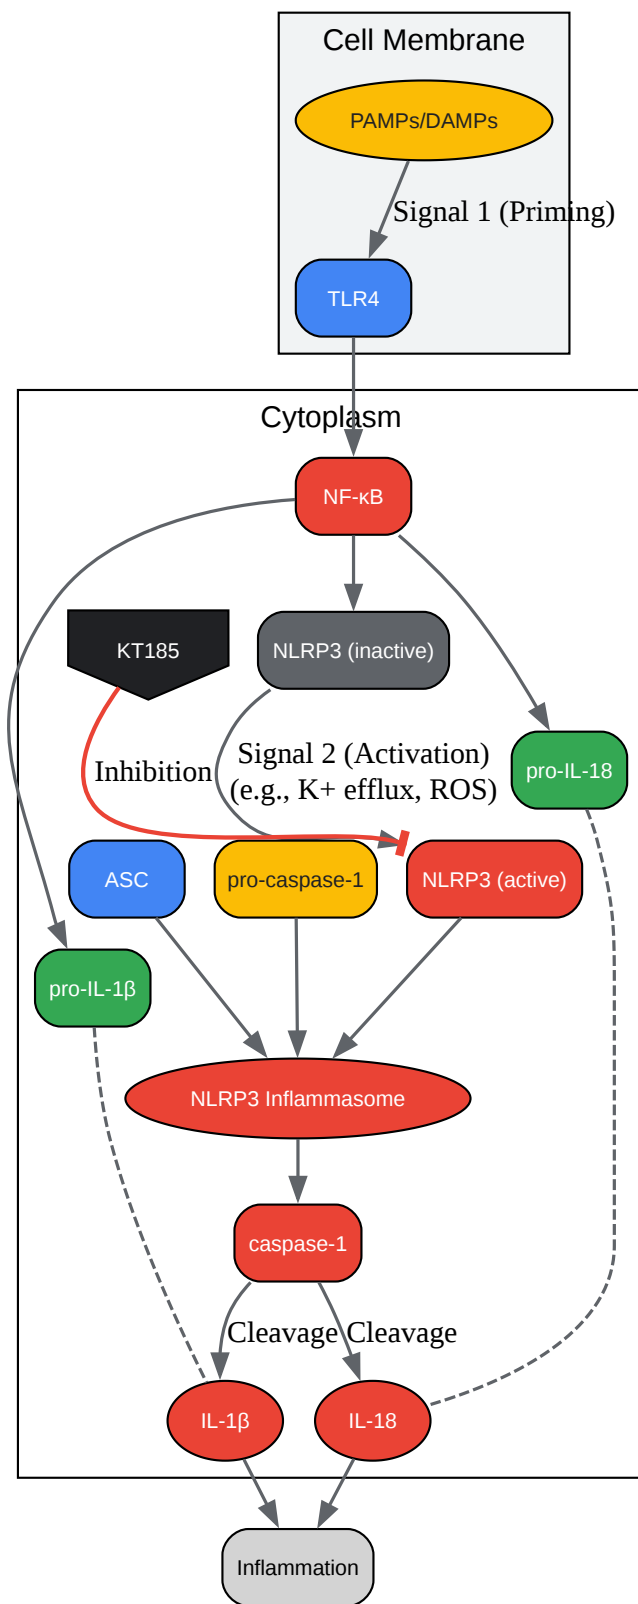 Cell Membrane
PAMPs/DAMPs
Signal 1 (Priming)
TLR4
Cytoplasm
NF-κB
KT185
NLRP3 (inactive)
Inhibition
Signal 2 (Activation)
(e.g., K+ efflux, ROS)
pro-IL-18
ASC
pro-caspase-1
NLRP3 (active)
pro-IL-1β
NLRP3 Inflammasome
caspase-1
Cleavage
Cleavage
IL-1β
IL-18
Inflammation